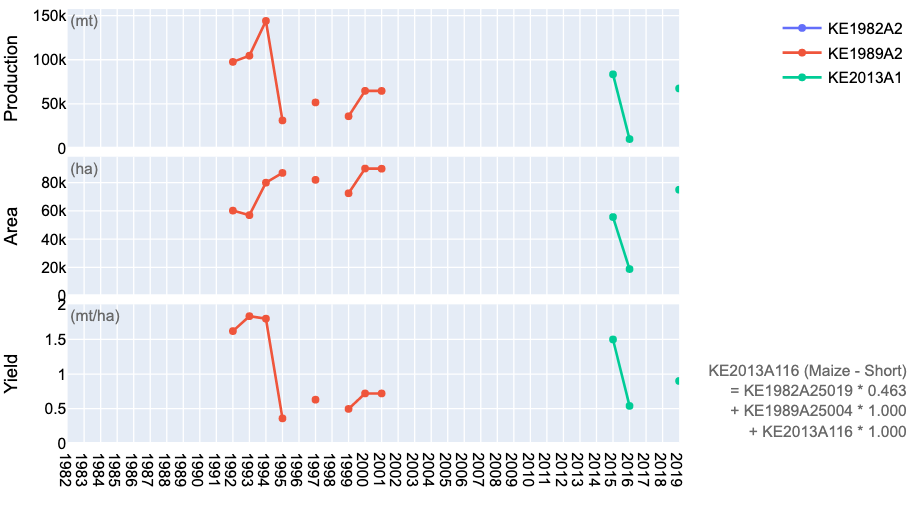 Production
150k
100k
50k
0
(mt)
Area
80k
60k
40k
20k
0
(ha)
Yield
2
1.5
1
0.5
0
(mt/ha)
1982
1983
1984
1985
1986
1987
1988
1989
1990
1991
1992
1993
1994
1995
1996
1997
1998
1999
2000
2001
2002
2003
2004
2005
2006
2007
2008
2009
2010
2011
2012
2013
2014
2015
2016
2017
2018
2019
KE1982A2
KE1989A2
KE2013A1
KE2013A116 (Maize - Short)
= KE1982A25019 * 0.463
+ KE1989A25004 * 1.000
+ KE2013A116 * 1.000